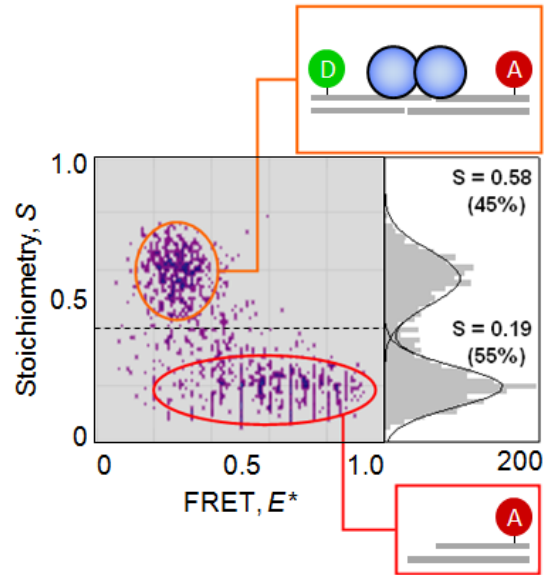 D
A
1.0
Stoichiometry, S
0.5
0
S = 0.58
(45%)
S = 0.19
(55%)
0
0.5
1.0
200
FRET, E*
A